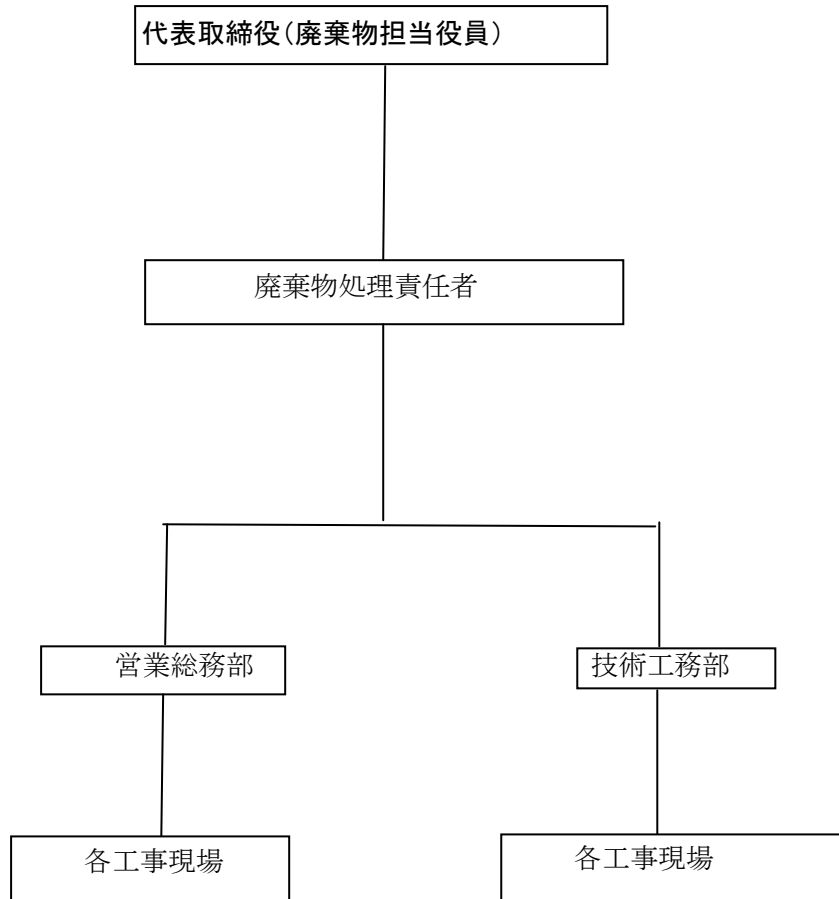 代表取締役(廃棄物担当役員)
廃棄物処理責任者
営業総務部
技術工務部
各工事現場
各工事現場